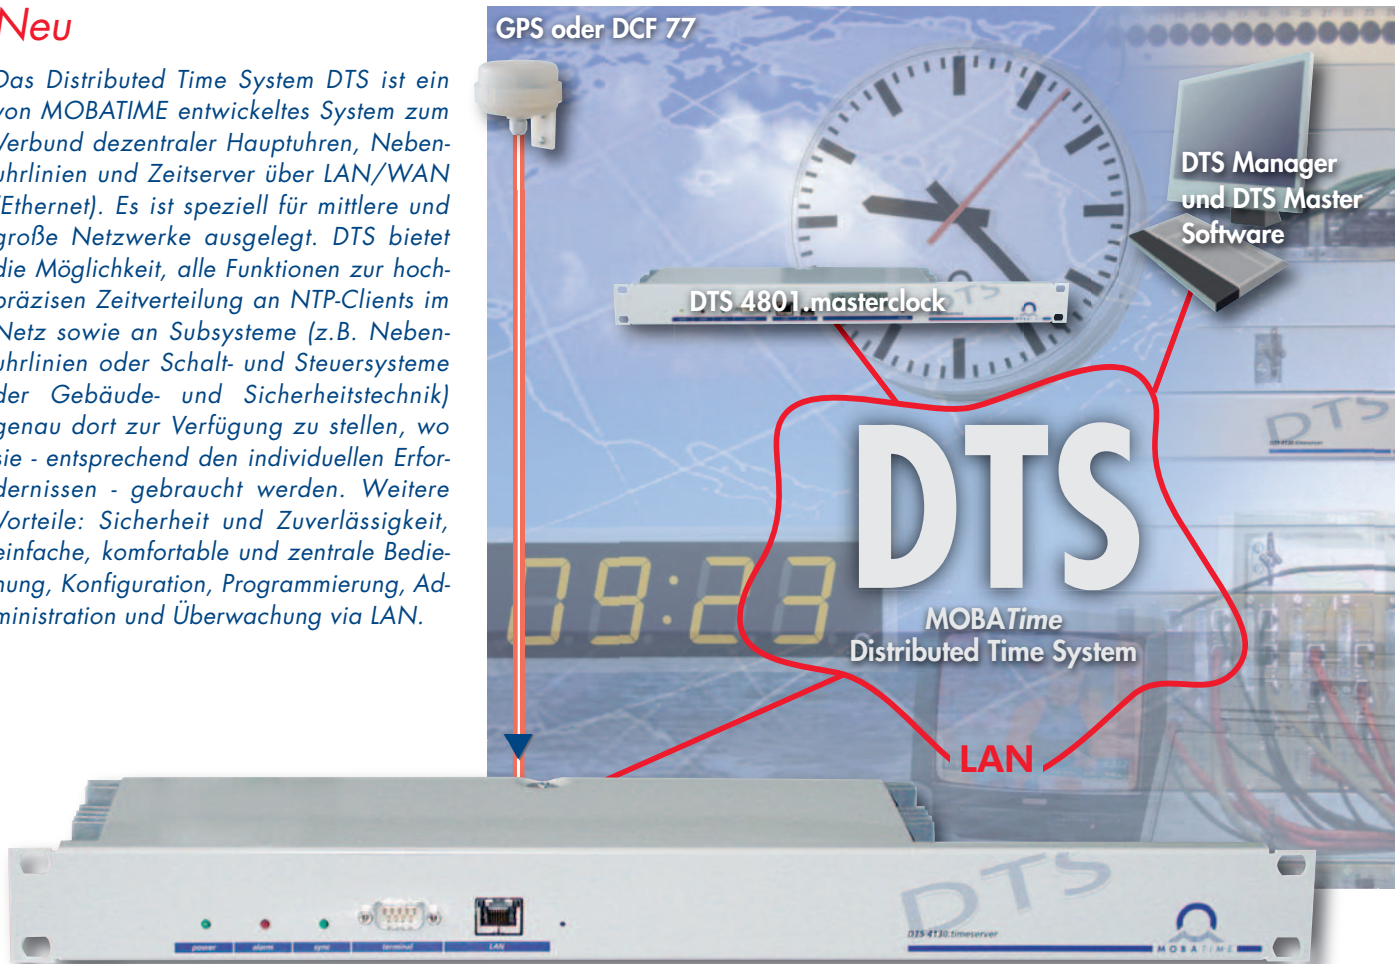 Neu
Das Distributed Time System DTS ist ein
von MOBATIME entwickeltes System zum
Verbund dezentraler Hauptuhren, Neben-
uhrlinien und Zeitserver über LAN/WAN
(Ethernet). Es ist speziell für mittlere und
große Netzwerke ausgelegt. DTS bietet
die Möglichkeit, alle Funktionen zur hoch-
präzisen Zeitverteilung an NTP-Clients im
Netz sowie an Subsysteme (z.B. Neben-
uhrlinien oder Schalt- und Steuersysteme
der Gebäude- und Sicherheitstechnik)
genau dort zur Verfügung zu stellen, wo
sie - entsprechend den individuellen Erfor-
dernissen - gebraucht werden. Weitere
Vorteile: Sicherheit und Zuverlässigkeit,
einfache, komfortable und zentrale Bedie-
nung, Konfiguration, Programmierung, Ad-
ministration und Überwachung via LAN.
GPS oder DCF 77
DTS Manager
und DTS Master
Software
DTS 4801.masterclock
DTS
DTS
DTS 4130.timeserver
DTS
MOBATime
Distributed Time System
09:23
LAN
power alarm sync terminal LAN
DTS
DTS 4130.timeserver
MOBATIME